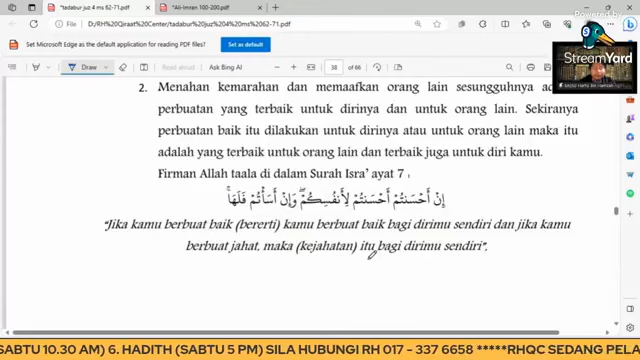 *tadabur juz 4 ms 62-71.pdf
*Ali-Imren 100-200.pdf
Powered by
File
D:/RH%20Qiraat%20Center/tadabur%20juz%204%20ms%2062-71.pdf
Set Microsoft Edge as the default application for reading PDF files?
Set as default
Draw
Read aloud
Ask Bing AI
38
of 66
StreamYard
2. Menahan kemarahan dan memaafkan orang lain sesungguhnya
perbuatan yang terbaik untuk dirinya dan untuk orang lain. Sekiranya
perbuatan baik itu dilakukan untuk dirinya atau untuk orang lain maka itu
adalah yang terbaik untuk orang lain dan terbaik juga untuk diri kamu.
Firman Allah taala di dalam Surah Isra' ayat 7 :
إِنْ أَحْسَنتُمْ أَحْسَنتُمْ لِأَنفُسِكُمْ ۖ وَإِنْ أَسَأْتُمْ فَلَهَا ۚ
"Jika kamu berbuat baik (bererti) kamu berbuat baik bagi dirimu sendiri dan jika kamu
berbuat jahat, maka (kejahatan) itu bagi dirimu sendiri",
SABTU 10.30 AM) 6. HADITH (SABTU 5 PM) SILA HUBUNGI RH 017 - 337 6658 *****RHQC SEDANG PELA